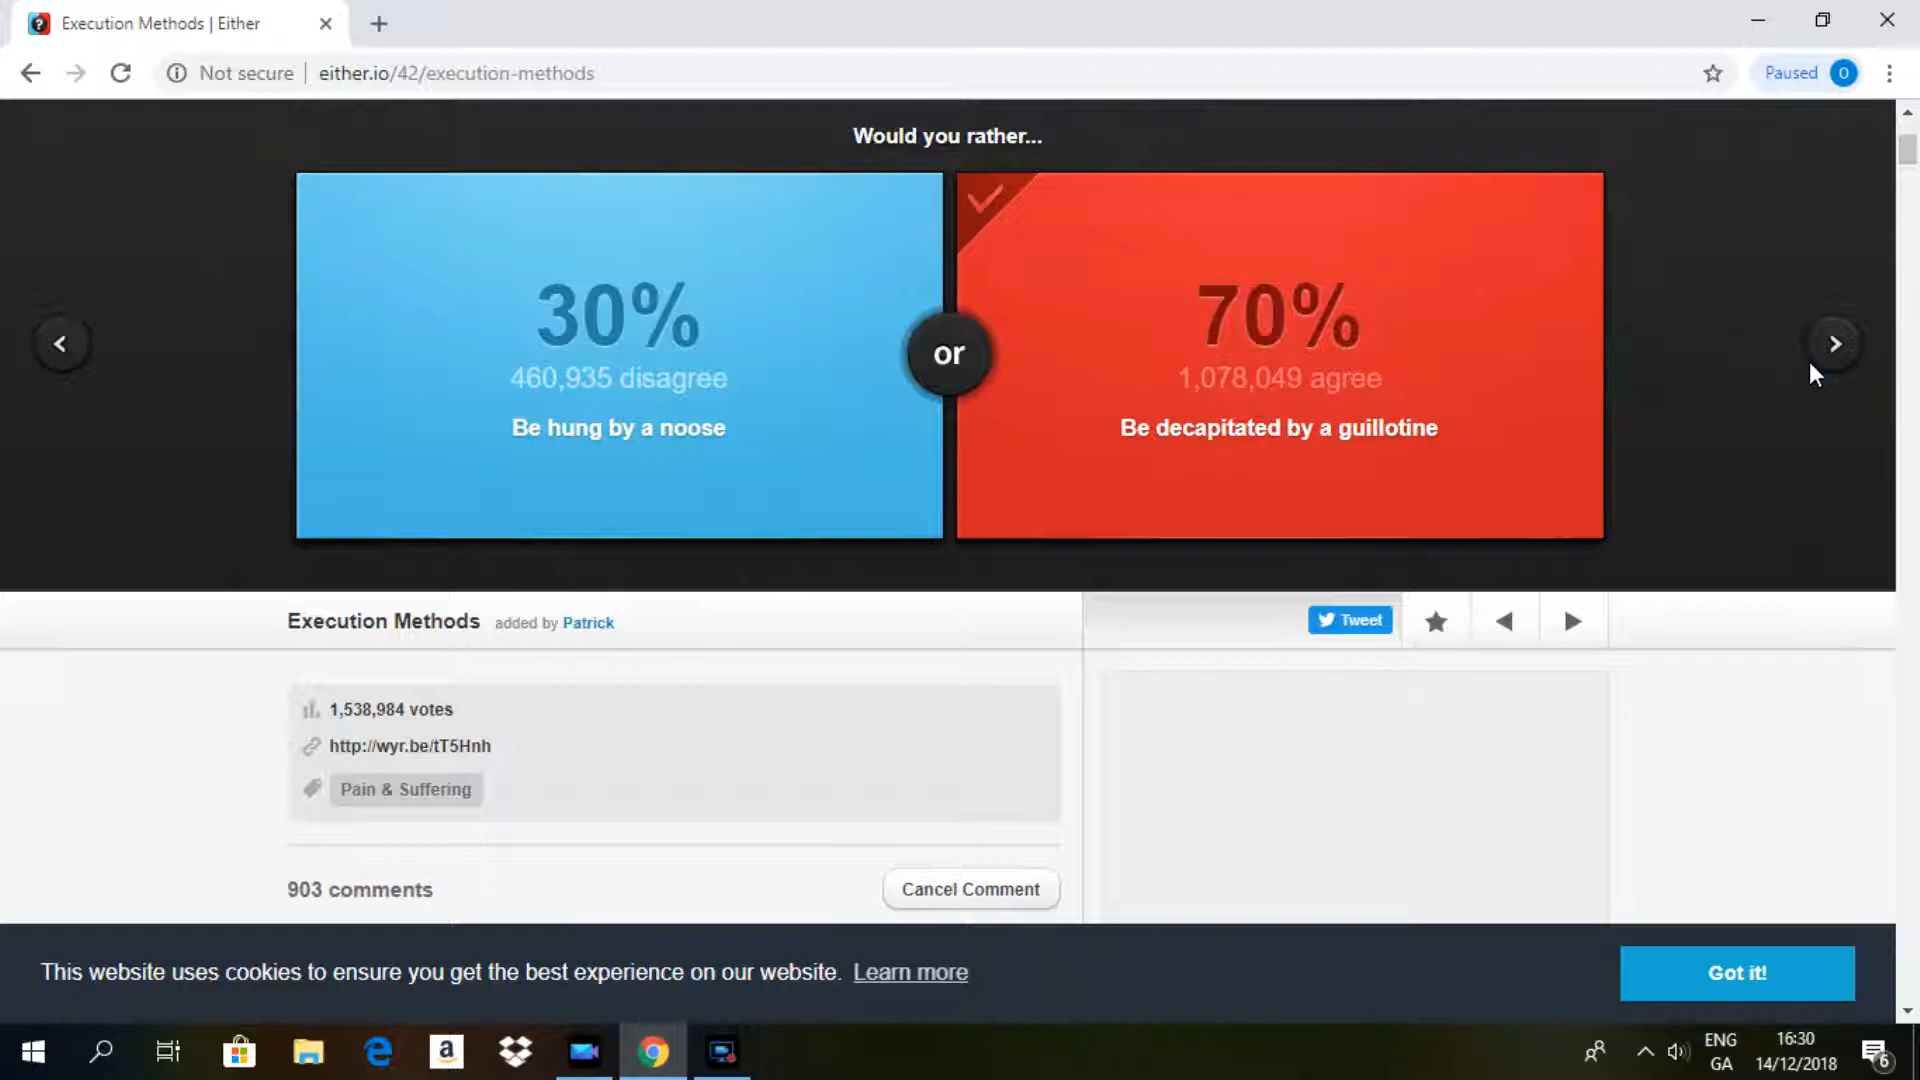 Execution Methods | Either
Not secure
either.io/42/execution-methods
Paused
O
Would you rather...
30%
460,935 disagree
Be hung by a noose
or
70%
1,078,049 agree
Be decapitated by a guillotine
Execution Methods added by Patrick
Tweet
1,538,984 votes
http://wyr.be/tT5Hnh
Pain & Suffering
903 comments
Cancel Comment
This website uses cookies to ensure you get the best experience on our website. Learn more
Got it!
ENG
GA
16:30
14/12/2018
6